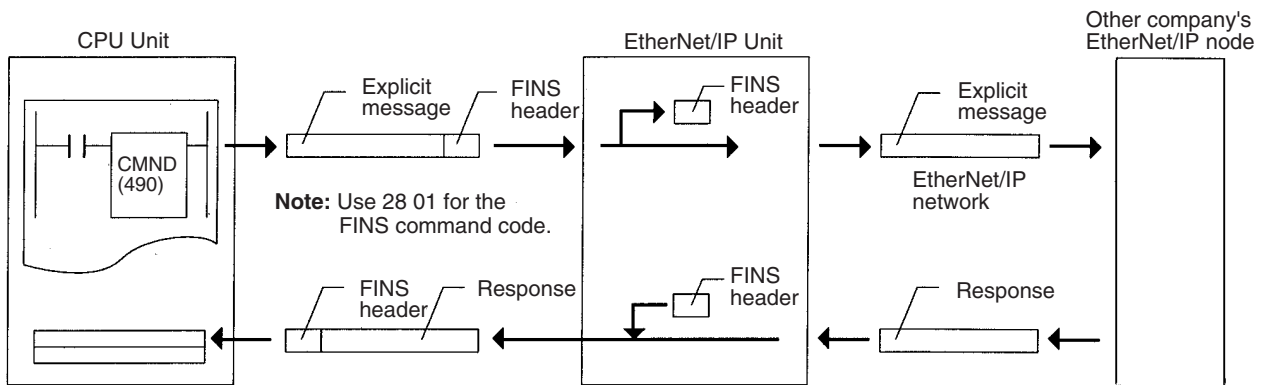 CPU Unit
EtherNet/IP Unit
Other company's
EtherNet/IP node
CMND
(490)
Explicit
message
FINS
header
FINS
header
Explicit
message
Note: Use 28 01 for the
FINS command code.
EtherNet/IP
network
FINS
header
Response
FINS
header
Response